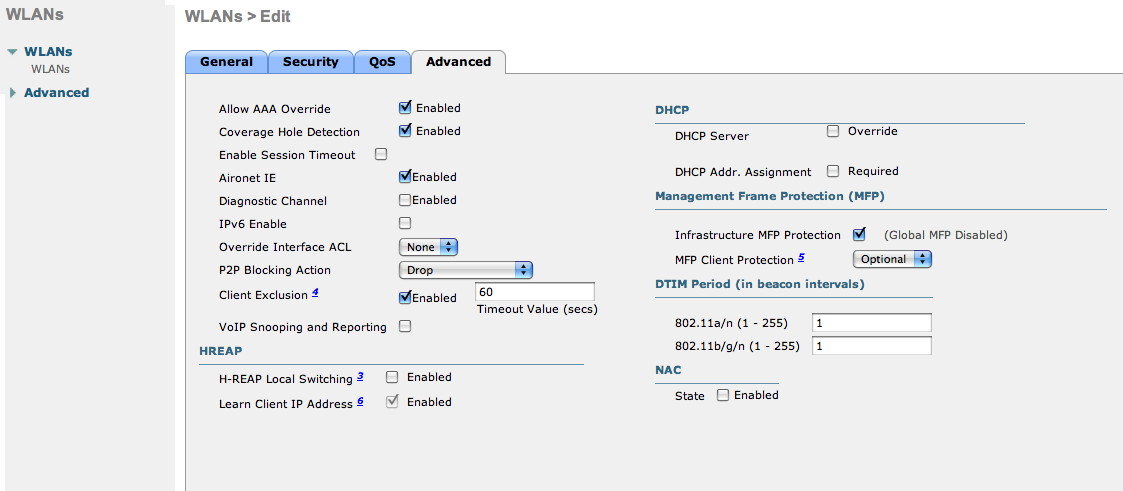 WLANs
WLANs
WLANs
Advanced
WLANs > Edit
General Security QoS Advanced
Allow AAA Override Enabled
Coverage Hole Detection Enabled
Enable Session Timeout
Aironet IE Enabled
Diagnostic Channel Enabled
IPv6 Enable
Override Interface ACL None
P2P Blocking Action Drop
Client Exclusion 4 Enabled 60
Timeout Value (secs)
VoIP Snooping and Reporting
HREAP
H-REAP Local Switching 3 Enabled
Learn Client IP Address 6 Enabled
DHCP
DHCP Server Override
DHCP Addr. Assignment Required
Management Frame Protection (MFP)
Infrastructure MFP Protection (Global MFP Disabled)
MFP Client Protection 5 Optional
DTIM Period (in beacon intervals)
802.11a/n (1 - 255) 1
802.11b/g/n (1 - 255) 1
NAC
State Enabled